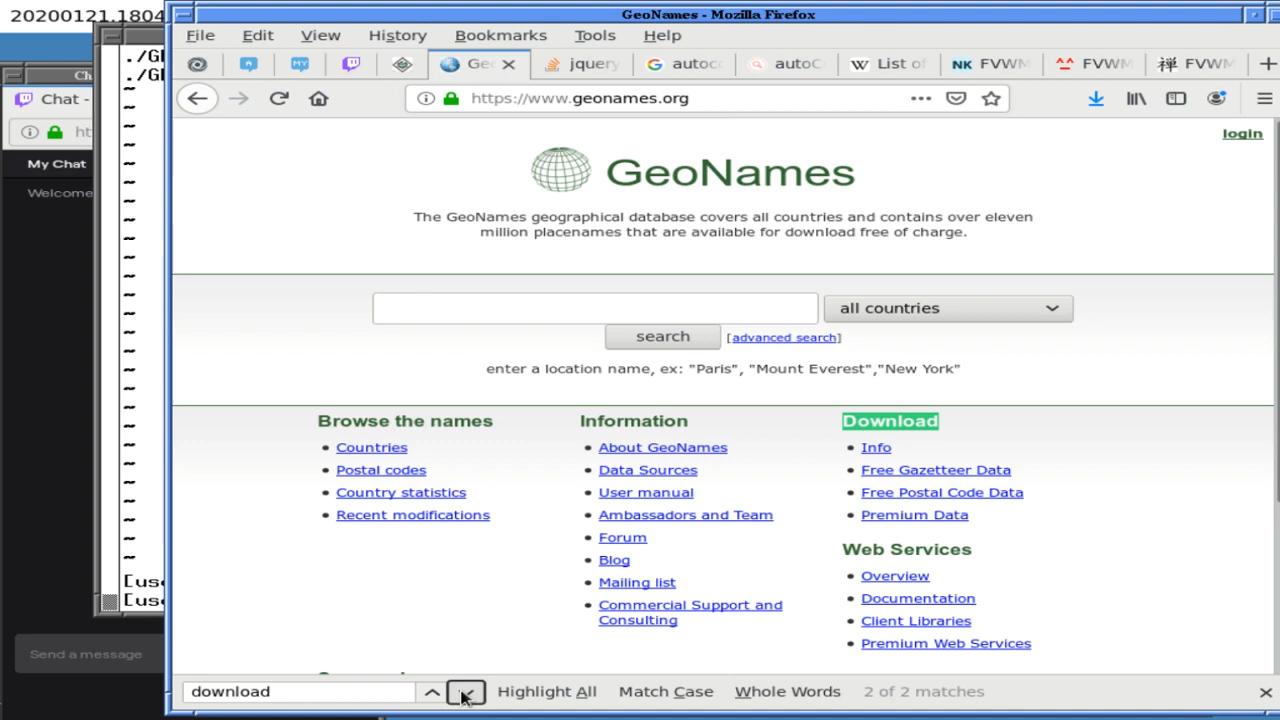 20200121.1804
GeoNames - Mozilla Firefox
File Edit View History Bookmarks Tools Help
Geo jquery autoc autoC List of FVWM FVWM FVWM
https://www.geonames.org
Chat -
My Chat
Welcome
./G
./G
~
[use
[use
Send a message
login
GeoNames
The GeoNames geographical database covers all countries and contains over eleven
million placenames that are available for download free of charge.
all countries
search [advanced search]
enter a location name, ex: "Paris", "Mount Everest","New York"
Browse the names
Countries
Postal codes
Country statistics
Recent modifications
Information
About GeoNames
Data Sources
User manual
Ambassadors and Team
Forum
Blog
Mailing list
Commercial Support and
Consulting
Download
Info
Free Gazetteer Data
Free Postal Code Data
Premium Data
Web Services
Overview
Documentation
Client Libraries
Premium Web Services
download Highlight All Match Case Whole Words 2 of 2 matches